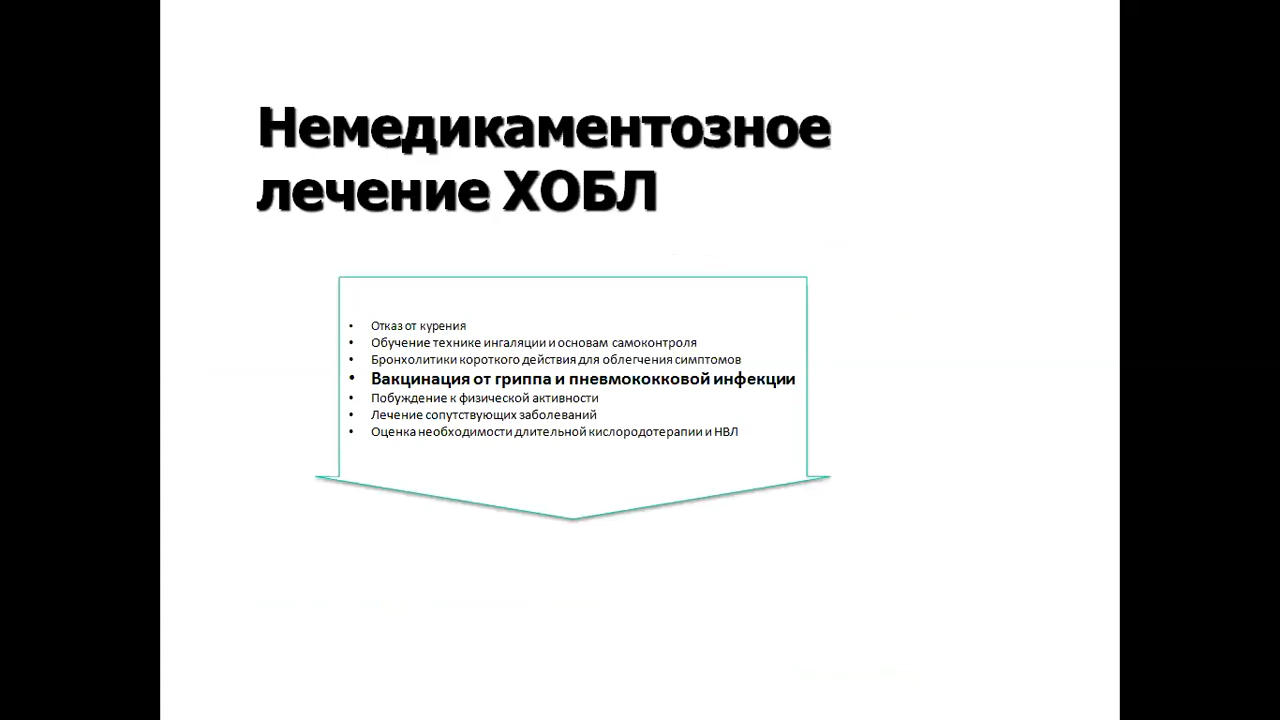 Немедикаментозное
лечение ХОБЛ
• Отказ от курения
• Обучение технике ингаляции и основам самоконтроля
• Бронхолитики короткого действия для облегчения симптомов
• Вакцинация от гриппа и пневмококковой инфекции
• Побуждение к физической активности
• Лечение сопутствующих заболеваний
• Оценка необходимости длительной кислородотерапии и НВЛ